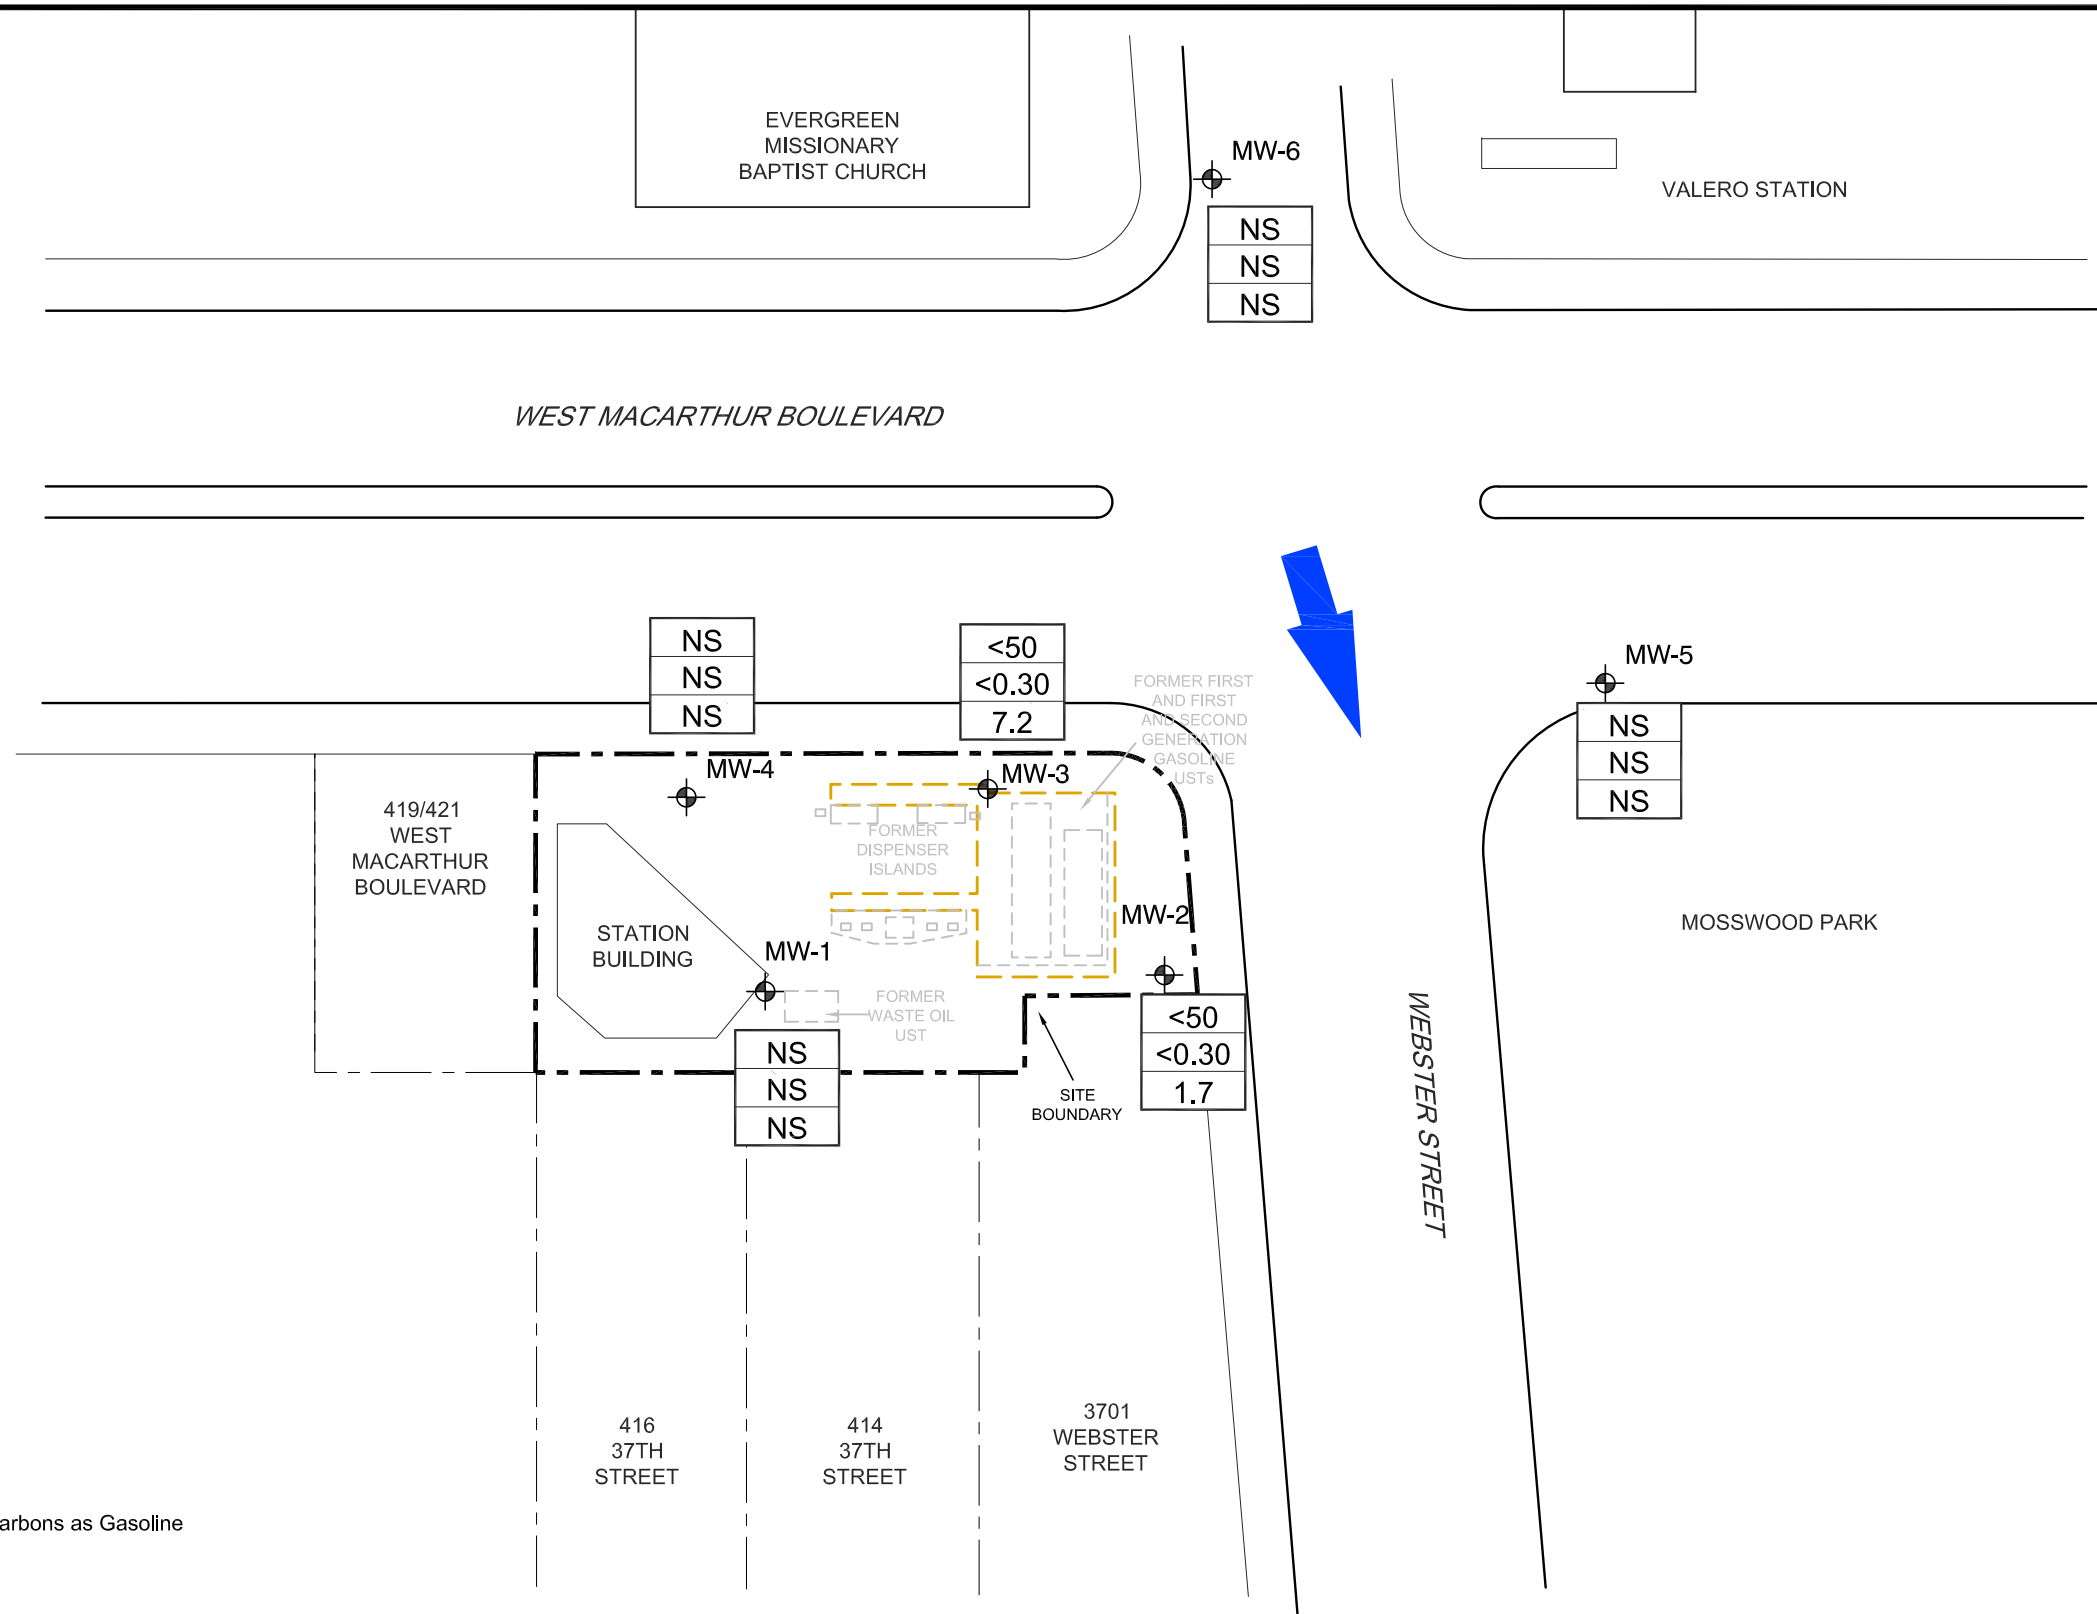 EVERGREEN
MISSIONARY
BAPTIST CHURCH
MW-6
VALERO STATION
NS
NS
NS
WEST MACARTHUR BOULEVARD
NS
NS
NS
<50
<0.30
7.2
FORMER FIRST
AND FIRST
AND SECOND
GENERATION
GASOLINE
USTs
MW-5
NS
NS
NS
MW-4
MW-3
419/421
WEST
MACARTHUR
BOULEVARD
FORMER
DISPENSER
ISLANDS
STATION
BUILDING
MW-1
MW-2
MOSSWOOD PARK
FORMER
WASTE OIL
UST
NS
NS
NS
<50
<0.30
1.7
SITE
BOUNDARY
WEBSTER STREET
416
37TH
STREET
414
37TH
STREET
3701
WEBSTER
STREET
arbons as Gasoline